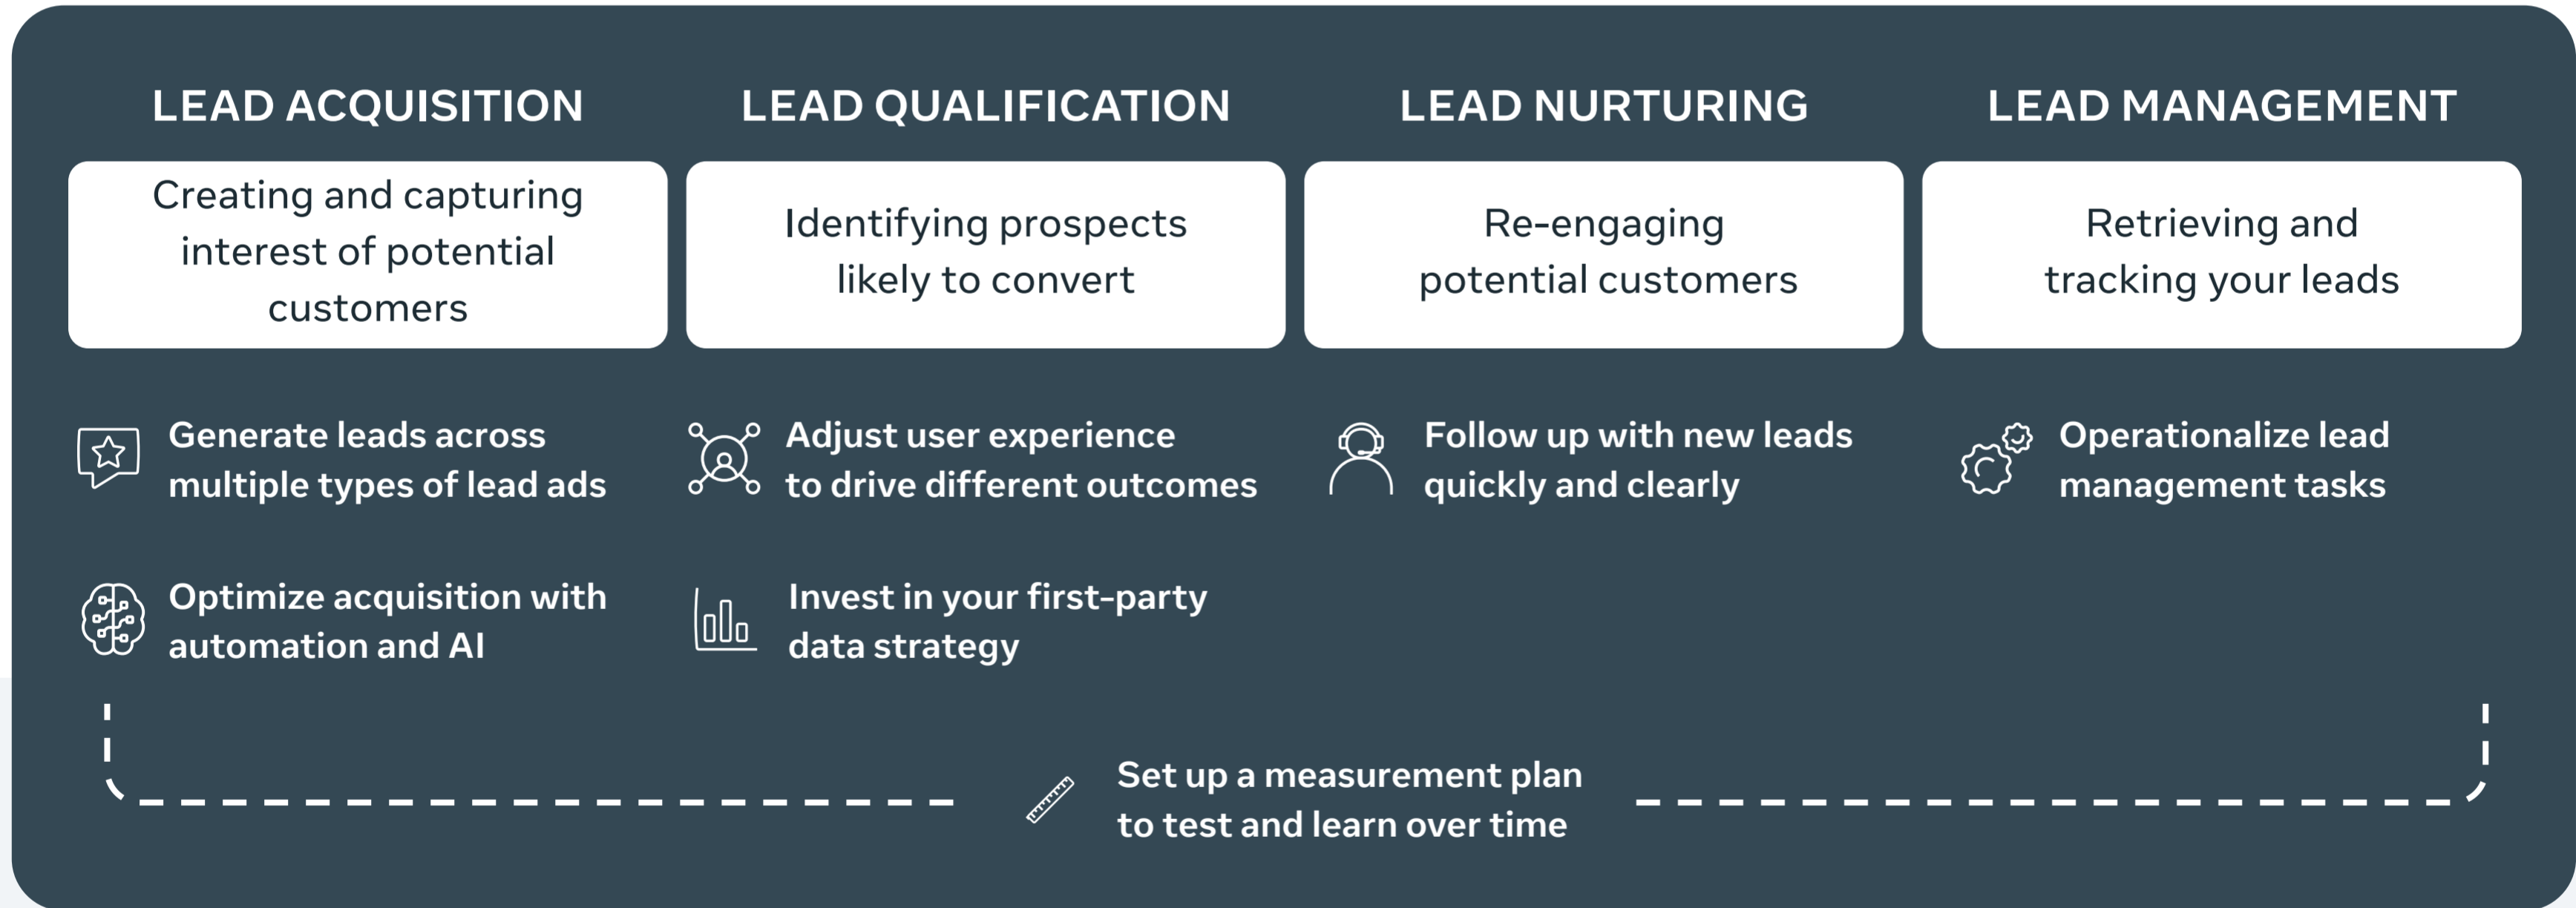 LEAD ACQUISITION
Creating and capturing
interest of potential
customers
Generate leads across
multiple types of lead ads
Optimize acquisition with
automation and AI
LEAD QUALIFICATION
Identifying prospects
likely to convert
Adjust user experience
to drive different outcomes
Invest in your first-party
data strategy
LEAD NURTURING
Re-engaging
potential customers
Follow up with new leads
quickly and clearly
LEAD MANAGEMENT
Retrieving and
tracking your leads
Operationalize lead
management tasks
Set up a measurement plan
to test and learn over time